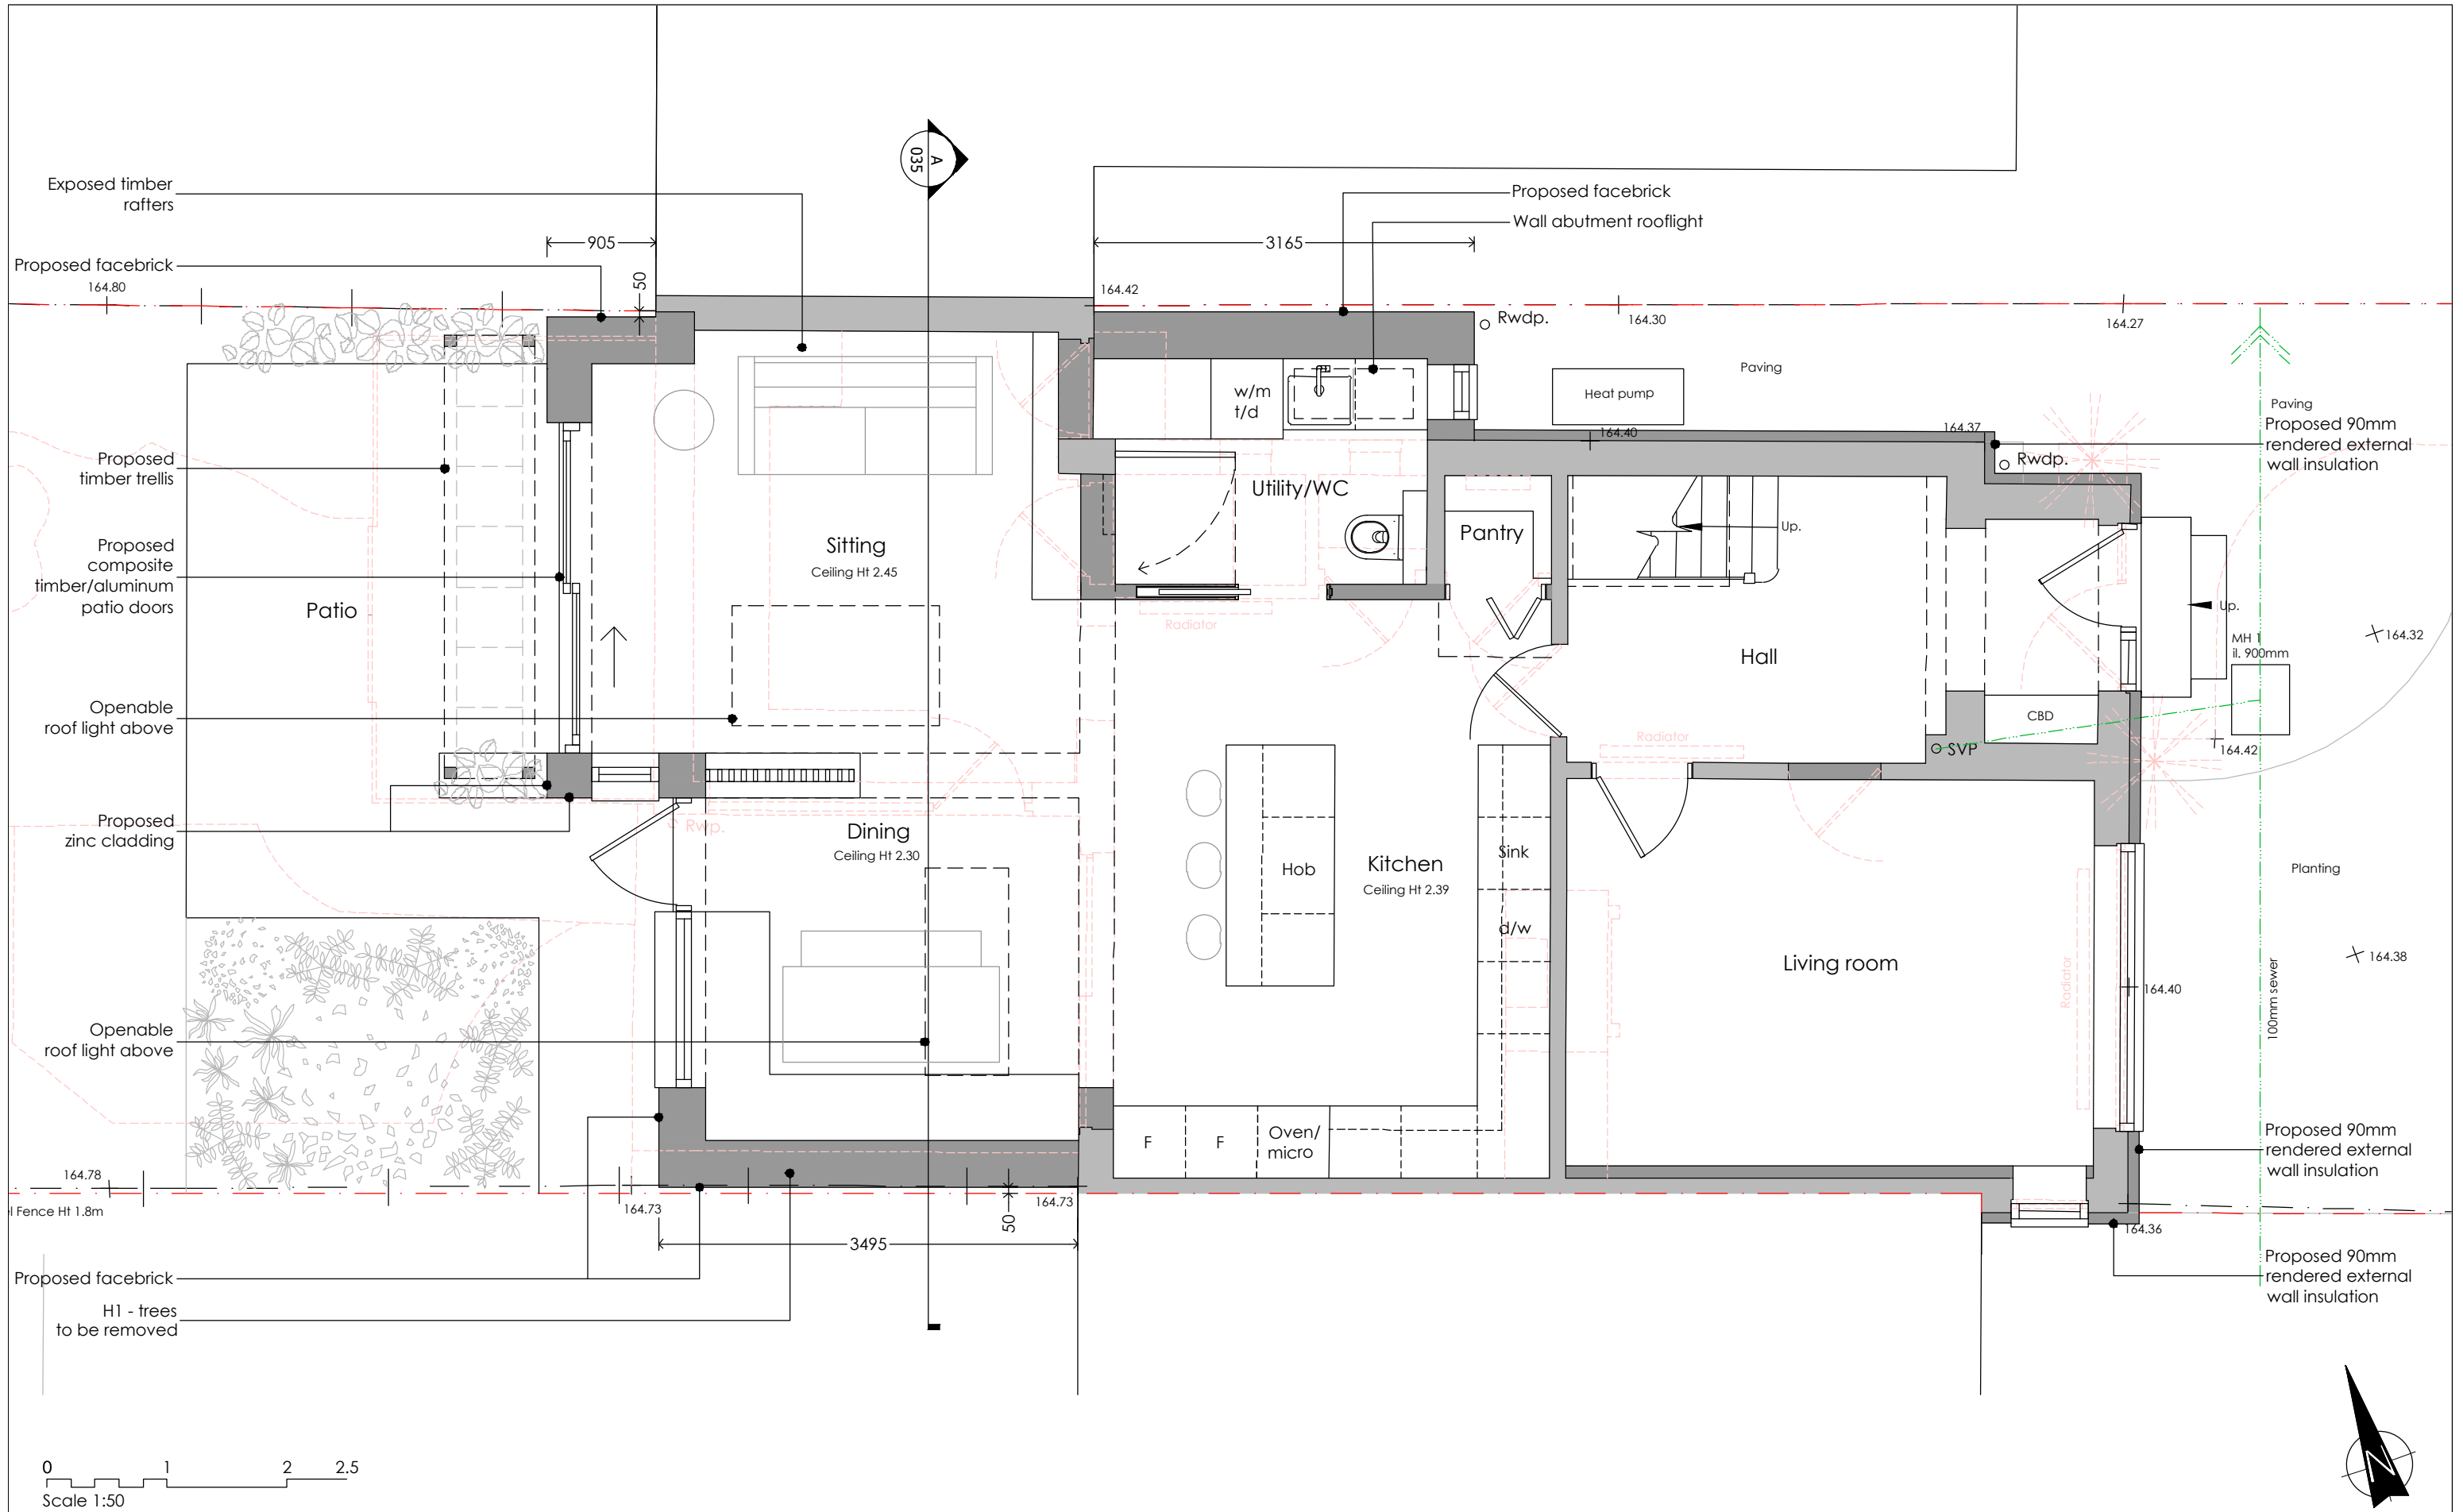 A
035
Exposed timber
rafters
Proposed facebrick
Wall abutment rooflight
905
3165
Proposed facebrick
50
164.80
164.42
Rwdp.
164.30
164.27
Paving
Heat pump
w/m
t/d
Paving
Proposed 90mm
rendered external
wall insulation
164.40
164.37
Rwdp.
Proposed
timber trellis
Utility/WC
Pantry
Up.
Proposed
composite
timber/aluminum
patio doors
Sitting
Ceiling Ht 2.45
Patio
Radiator
Up.
MH 1
il. 900mm
164.32
Hall
Openable
roof light above
CBD
Radiator
SVP
164.42
Proposed
zinc cladding
Rwp.
Dining
Ceiling Ht 2.30
Hob
Kitchen
Ceiling Ht 2.39
Sink
d/w
Planting
Living room
Radiator
164.38
164.40
100mm sewer
Openable
roof light above
F
F
Oven/
micro
Proposed 90mm
rendered external
wall insulation
164.78
l Fence Ht 1.8m
164.73
164.73
50
164.36
3495
Proposed facebrick
Proposed 90mm
rendered external
wall insulation
H1 - trees
to be removed
0 1 2 2.5
Scale 1:50
N